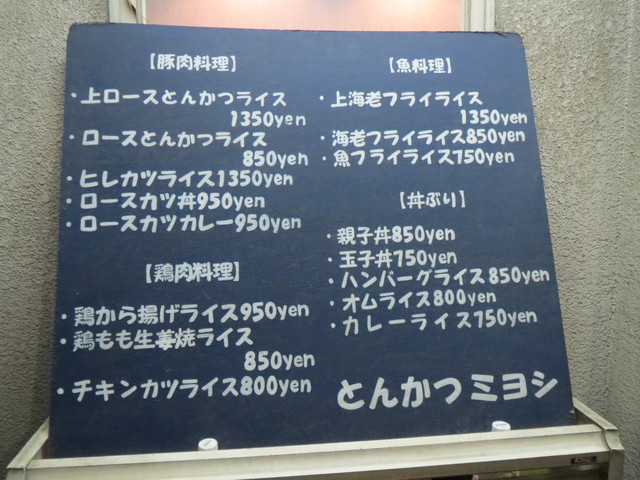 【豚肉料理】
・上ロースとんかつライス
1350yen
・ロースとんかつライス
850yen
・ヒレカツライス1350yen
・ロースカツ丼950yen
・ロースカツカレー950yen
【鶏肉料理】
・鶏から揚げライス950yen
・鶏もも生姜焼ライス
850yen
・チキンカツライス800yen
【魚料理】
・上海老フライライス
1350yen
・海老フライライス850yen
・魚フライライス750yen
【丼ぶり】
・親子丼850yen
・玉子丼750yen
・ハンバーグライス850yen
・オムライス800yen
・カレーライス750yen
とんかつミヨシ